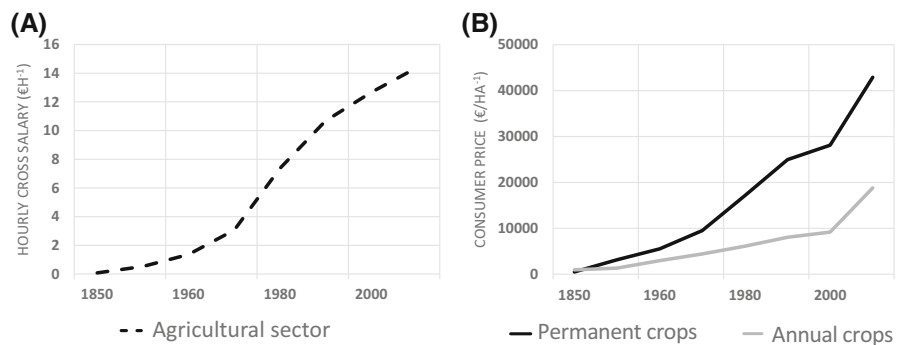 (A)
HOURLY CROSS SALARY (€H-1)
16
14
12
10
8
6
4
2
0
1850 1960 1980 2000
Agricultural sector
(B)
CONSUMER PRICE (€/HA-1)
50000
40000
30000
20000
10000
0
1850 1960 1980 2000
Permanent crops Annual crops